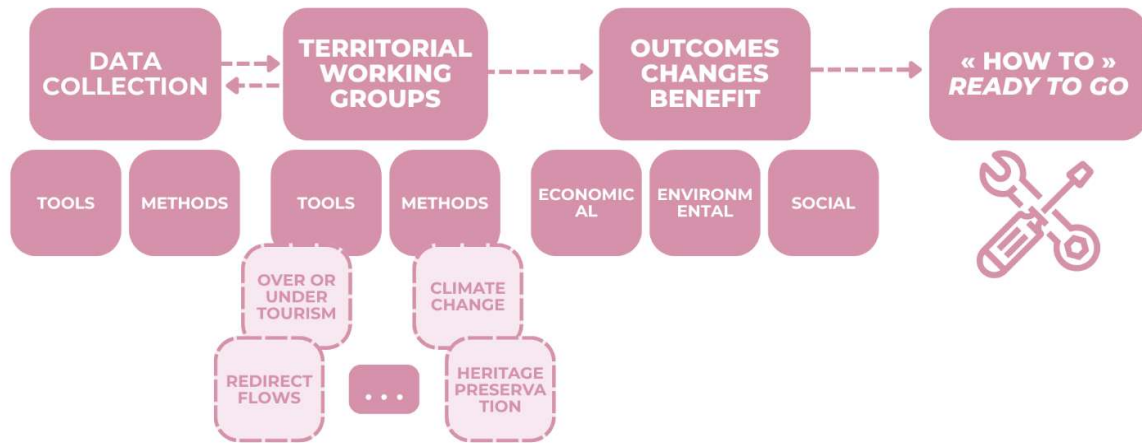 DATA
COLLECTION
TERRITORIAL
WORKING
GROUPS
OUTCOMES
CHANGES
BENEFIT
« HOW TO »
READY TO GO
TOOLS
METHODS
TOOLS
METHODS
ECONOMIC
AL
ENVIRONM
ENTAL
SOCIAL
OVER OR
UNDER
TOURISM
CLIMATE
CHANGE
REDIRECT
FLOWS
...
HERITAGE
PRESERVA
TION